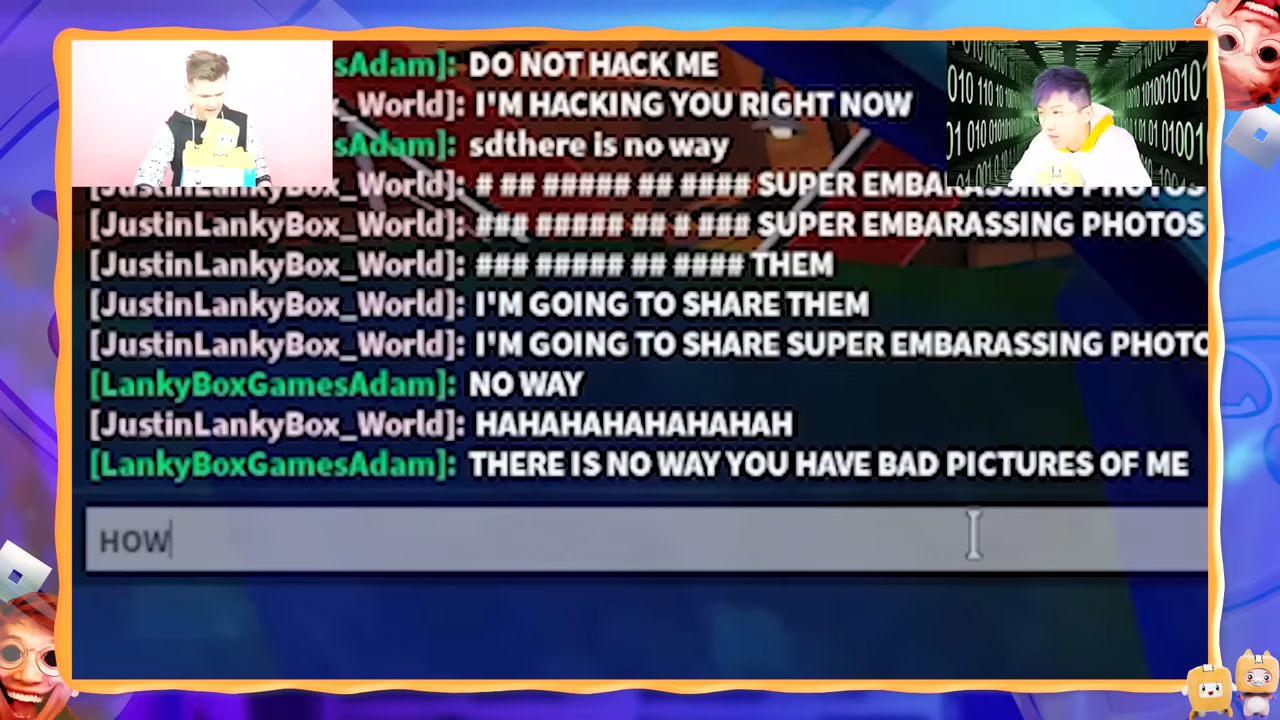 sAdam]: DO NOT HACK ME
_World]: I'M HACKING YOU RIGHT NOW
sAdam]: sdthere is no way
[JustinLankyBox_World]: # ## ##### ## #### SUPER EMBARASSING PHOTOS
[JustinLankyBox_World]: ### ##### ## # ### SUPER EMBARASSING PHOTOS
[JustinLankyBox_World]: ### ##### ## #### THEM
[JustinLankyBox_World]: I'M GOING TO SHARE THEM
[JustinLankyBox_World]: I'M GOING TO SHARE SUPER EMBARASSING PHOTO
[LankyBoxGamesAdam]: NO WAY
[JustinLankyBox_World]: HAHAHAHAHAHAHAH
[LankyBoxGamesAdam]: THERE IS NO WAY YOU HAVE BAD PICTURES OF ME
HOW